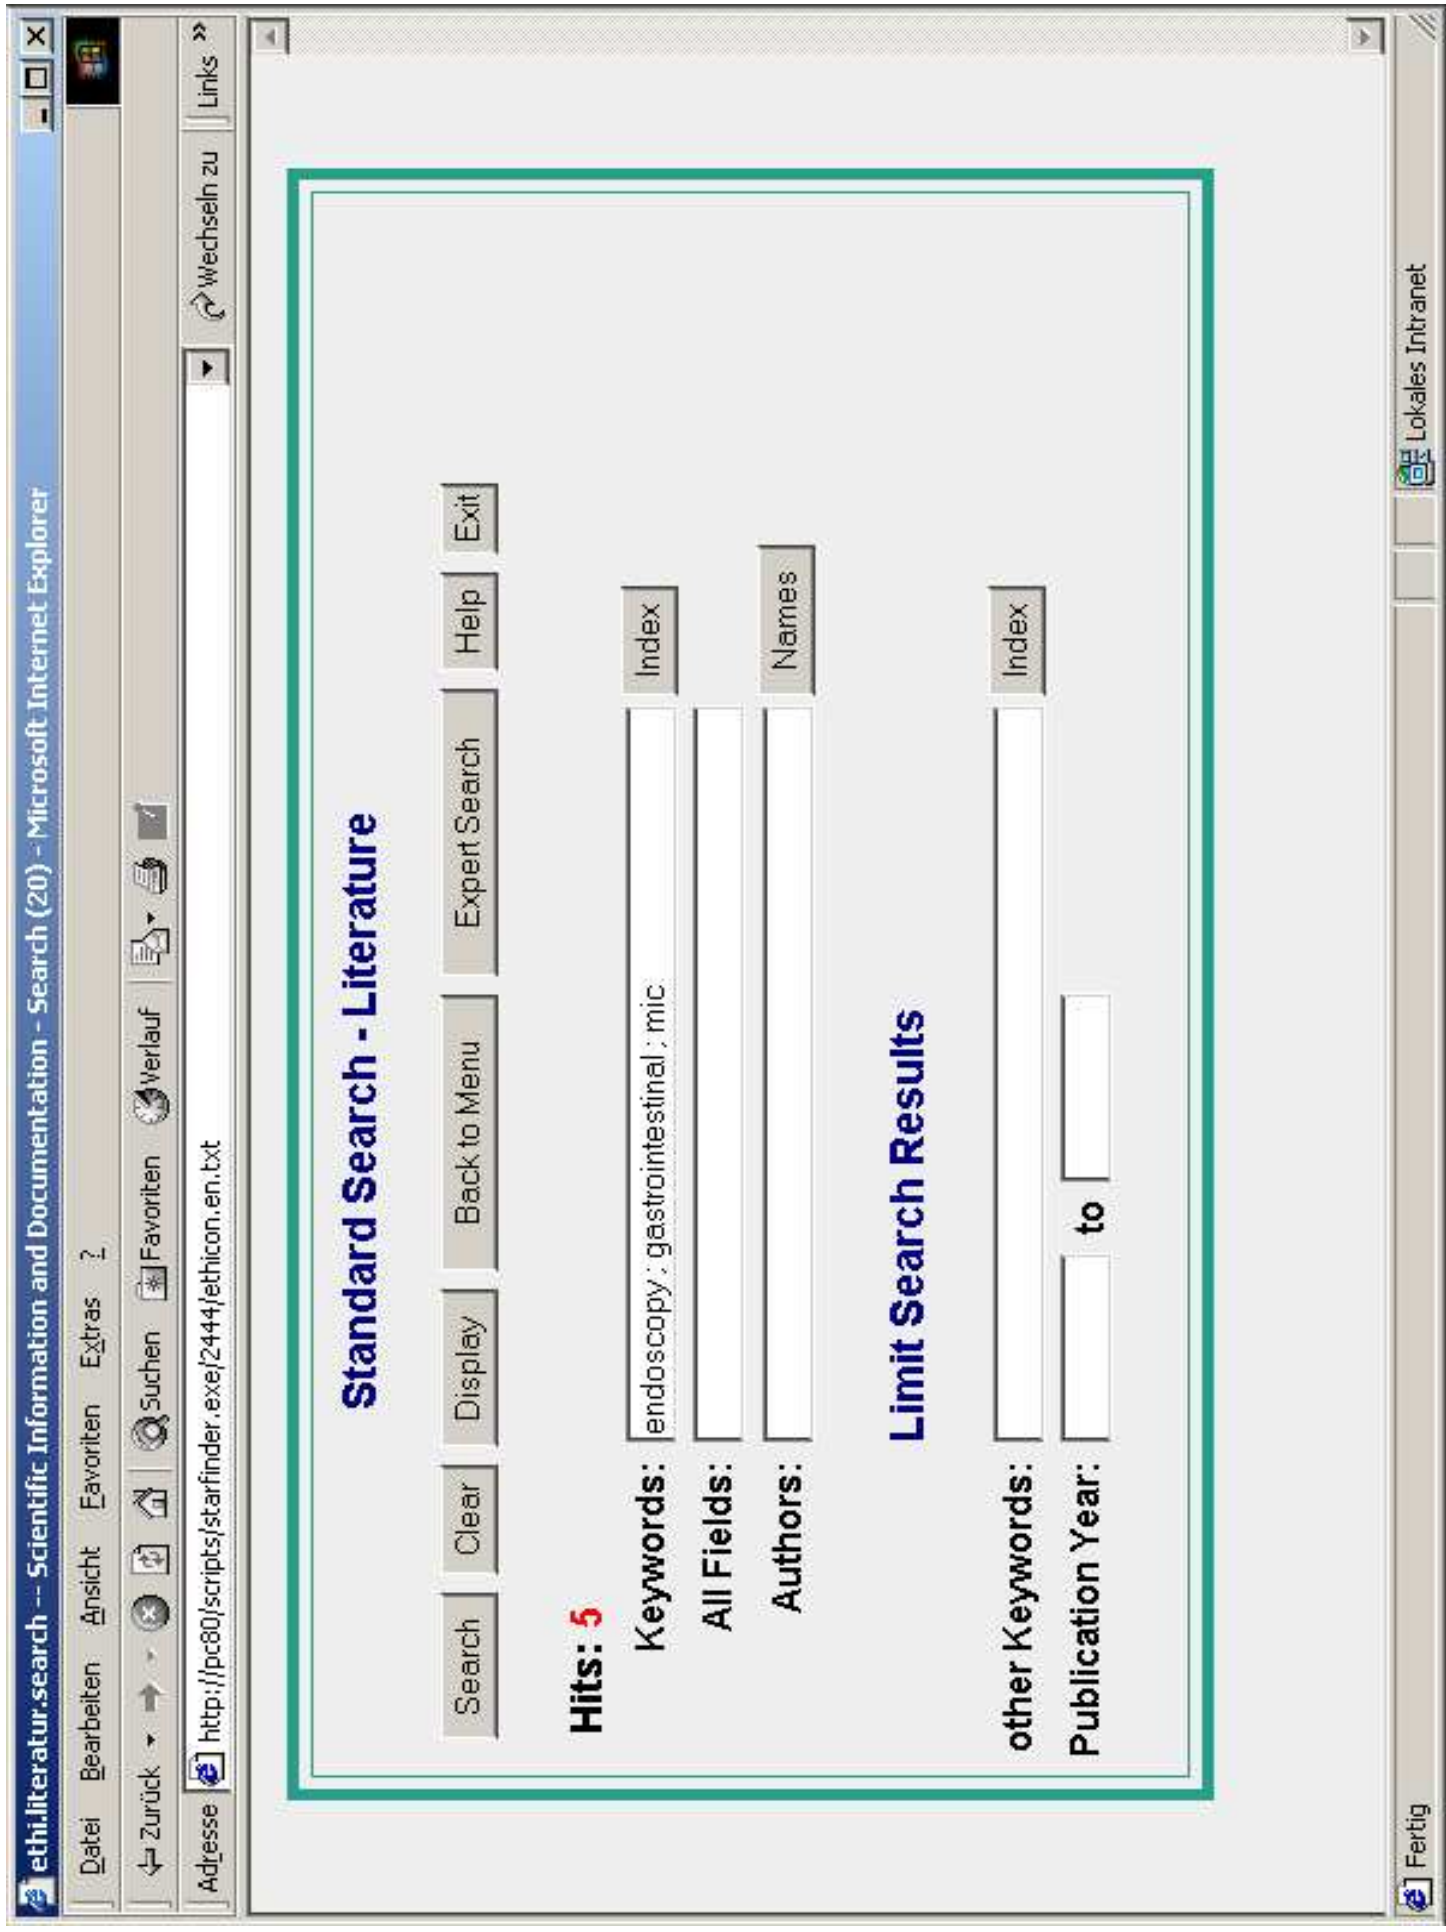 ethi.literatur.search -- Scientific Information and Documentation - Search (20) - Microsoft Internet Explorer
Datei Bearbeiten Ansicht Favoriten Extras ?
Zurück Suchen Favoriten Verlauf
Adresse http://pc80/scripts/starfinder.exe/2444/ethicon.en.txt Wechseln zu Links »
Standard Search - Literature
Search Clear Display Back to Menu Expert Search Help Exit
Hits: 5
Keywords: endoscopy ; gastrointestinal ; mic Index
All Fields:
Authors: Names
Limit Search Results
other Keywords: Index
Publication Year: to
Fertig Lokales Intranet